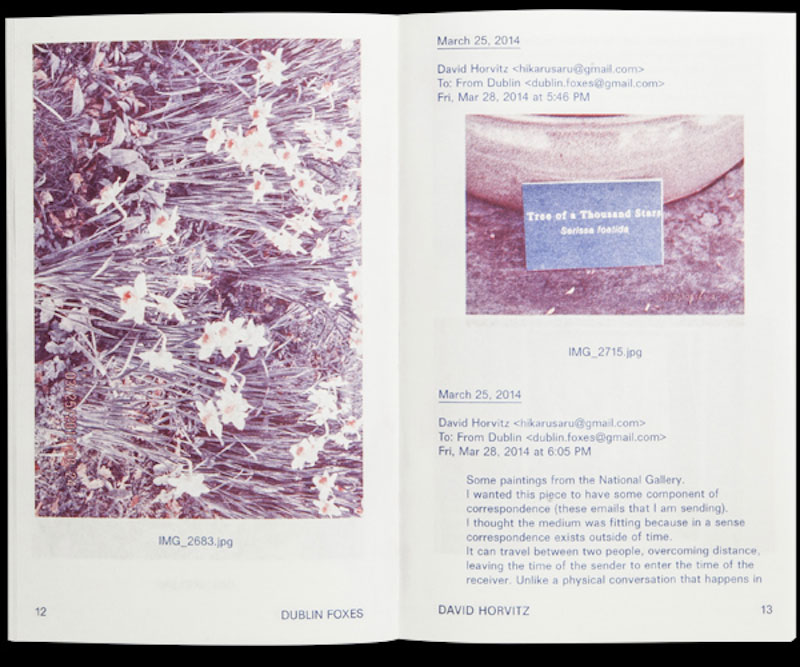 IMG_2683.jpg
12
DUBLIN FOXES
March 25, 2014
David Horvitz <hikarusaru@gmail.com>
To: From Dublin <dublin.foxes@gmail.com>
Fri, Mar 28, 2014 at 5:46 PM
Tree of a Thousand Stars
Serissa foetida
IMG_2715.jpg
March 25, 2014
David Horvitz <hikarusaru@gmail.com>
To: From Dublin <dublin.foxes@gmail.com>
Fri, Mar 28, 2014 at 6:05 PM
Some paintings from the National Gallery.
I wanted this piece to have some component of
correspondence (these emails that I am sending).
I thought the medium was fitting because in a sense
correspondence exists outside of time.
It can travel between two people, overcoming distance,
leaving the time of the sender to enter the time of the
receiver. Unlike a physical conversation that happens in
DAVID HORVITZ
13